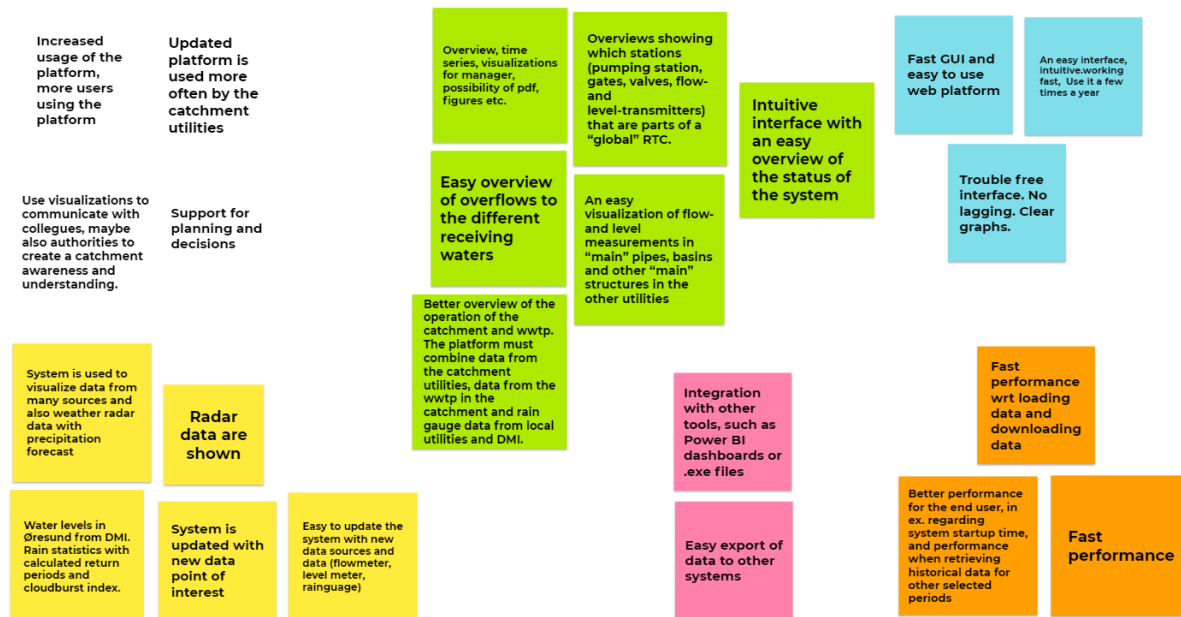 Increased
usage of the
platform,
more users
using the
platform
Updated
platform is
used more
often by the
catchment
utilities
Use visualizations to
communicate with
collegues, maybe
also authorities to
create a catchment
awareness and
understanding.
Support for
planning and
decisions
Overview, time
series, visualizations
for manager,
possibility of pdf,
figures etc.
Overviews showing
which stations
(pumping station,
gates, valves, flow-
and
level-transmitters)
that are parts of a
“global” RTC.
Easy overview
of overflows to
the different
receiving
waters
An easy
visualization of flow-
and level
measurements in
“main” pipes, basins
and other “main”
structures in the
other utilities
Better overview of the
operation of the
catchment and wwtp.
The platform must
combine data from
the catchment
utilities, data from the
wwtp in the
catchment and rain
gauge data from local
utilities and DMI.
Intuitive
interface with
an easy
overview of
the status of
the system
Fast GUI and
easy to use
web platform
An easy interface,
intuitive.working
fast, Use it a few
times a year
Trouble free
interface. No
lagging. Clear
graphs.
System is used to
visualize data from
many sources and
also weather radar
data with
precipitation
forecast
Radar
data are
shown
Water levels in
Øresund from DMI.
Rain statistics with
calculated return
periods and
cloudburst index.
System is
updated with
new data
point of
interest
Easy to update the
system with new
data sources and
data (flowmeter,
level meter,
rainguage)
Integration
with other
tools, such as
Power BI
dashboards or
.exe files
Easy export of
data to other
systems
Fast
performance
wrt loading
data and
downloading
data
Better performance
for the end user, in
ex. regarding
system startup time,
and performance
when retrieving
historical data for
other selected
periods
Fast
performance